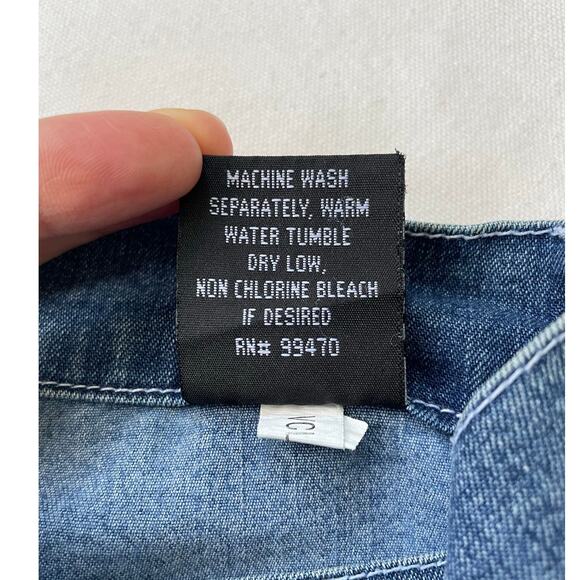 MACHINE WASH
SEPARATELY, WARM
WATER TUMBLE
DRY LOW,
NON CHLORINE BLEACH
IF DESIRED
RN# 99470